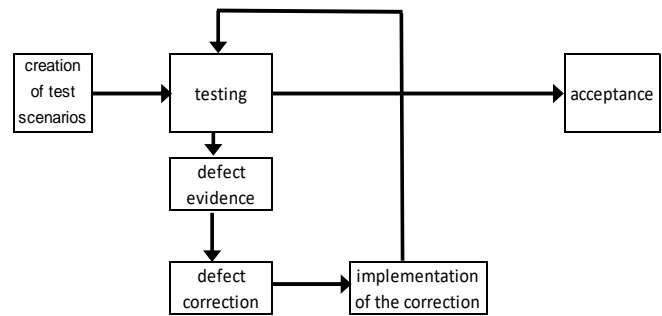 creation
of test
scenarios
testing
acceptance
defect
evidence
defect
correction
implementation
of the correction